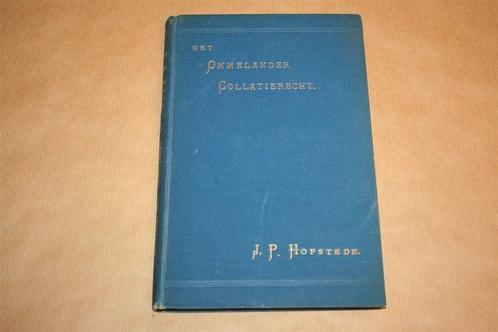 HET
OMMELANDER
COLLATIERECHT.
J. P. HOFSTEDE.